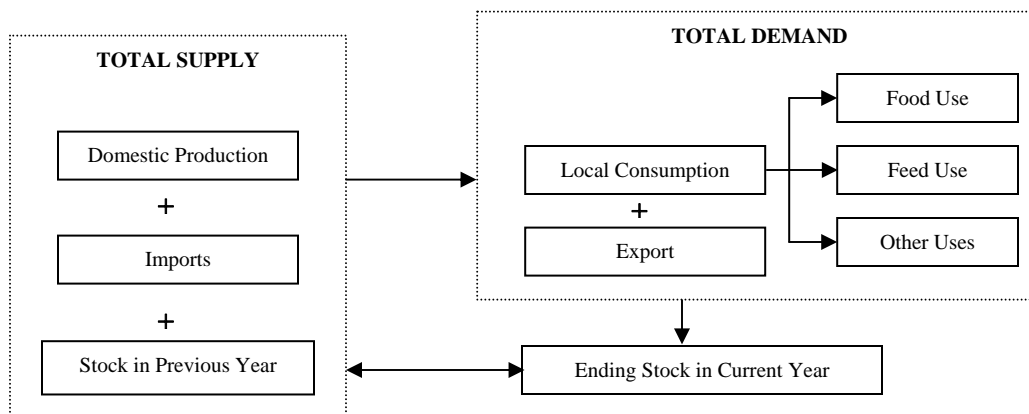 TOTAL SUPPLY
Domestic Production
+
Imports
+
Stock in Previous Year
TOTAL DEMAND
Local Consumption
+
Export
Food Use
Feed Use
Other Uses
Ending Stock in Current Year